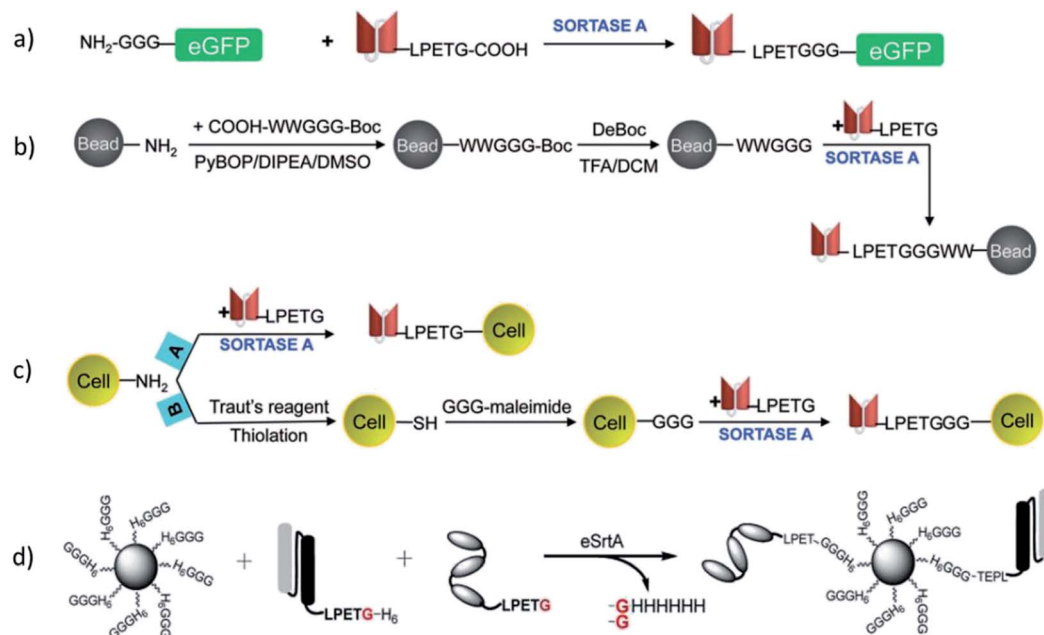 a)
NH₂-GGG
eGFP
+
LPETG-COOH
SORTASE A
LPETGGG
eGFP
b)
Bead
NH₂
+ COOH-WWGGG-Boc
PyBOP/DIPEA/DMSO
Bead
WWGGG-Boc
DeBoc
TFA/DCM
Bead
WWGGG
+
LPETG
SORTASE A
LPETGGGWW
Bead
c)
Cell
NH₂
A
+
LPETG
SORTASE A
LPETG
Cell
B
Traut's reagent
Thiolation
Cell
SH
GGG-maleimide
Cell
GGG
+
LPETG
SORTASE A
LPETGGG
Cell
d)
H₆GGG
H₆GGG
H₆GGG
H₆GGG
H₆GGG
GGGH₆
GGGH₆
GGGH₆
+
LPETG-H₆
+
LPETG
eSrtA
-GHHHHHH
-G
LPET
GGGH₆
H₆GGG
H₆GGG
H₆GGG
H₆GGG
-TEPL
H₆GGG
GGGH₆
GGGH₆